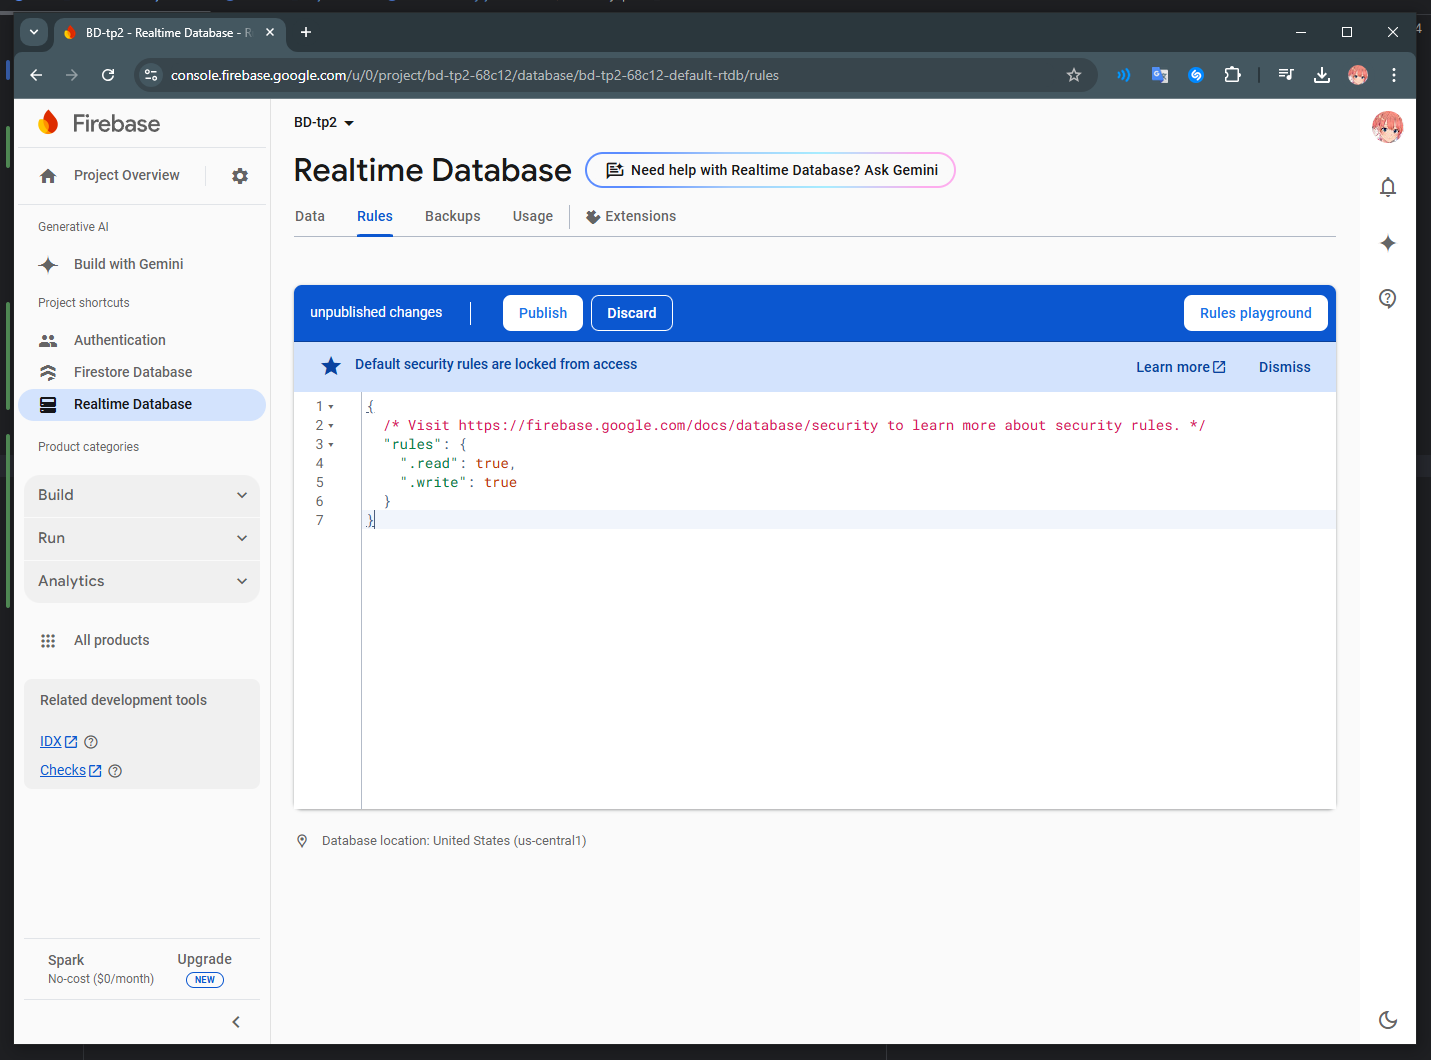 BD-tp2 - Realtime Database - R
console.firebase.google.com/u/0/project/bd-tp2-68c12/database/bd-tp2-68c12-default-rtdb/rules
Firebase
Project Overview
Generative AI
Build with Gemini
Project shortcuts
Authentication
Firestore Database
Realtime Database
Product categories
Build
Run
Analytics
All products
Related development tools
IDX
Checks
Spark
No-cost ($0/month)
Upgrade
NEW
BD-tp2
Realtime Database
Need help with Realtime Database? Ask Gemini
Data Rules Backups Usage Extensions
unpublished changes Publish Discard Rules playground
Default security rules are locked from access Learn more Dismiss
1 {
2 /* Visit https://firebase.google.com/docs/database/security to learn more about security rules. */
3 "rules": {
4 ".read": true,
5 ".write": true
6 }
7 }
Database location: United States (us-central1)